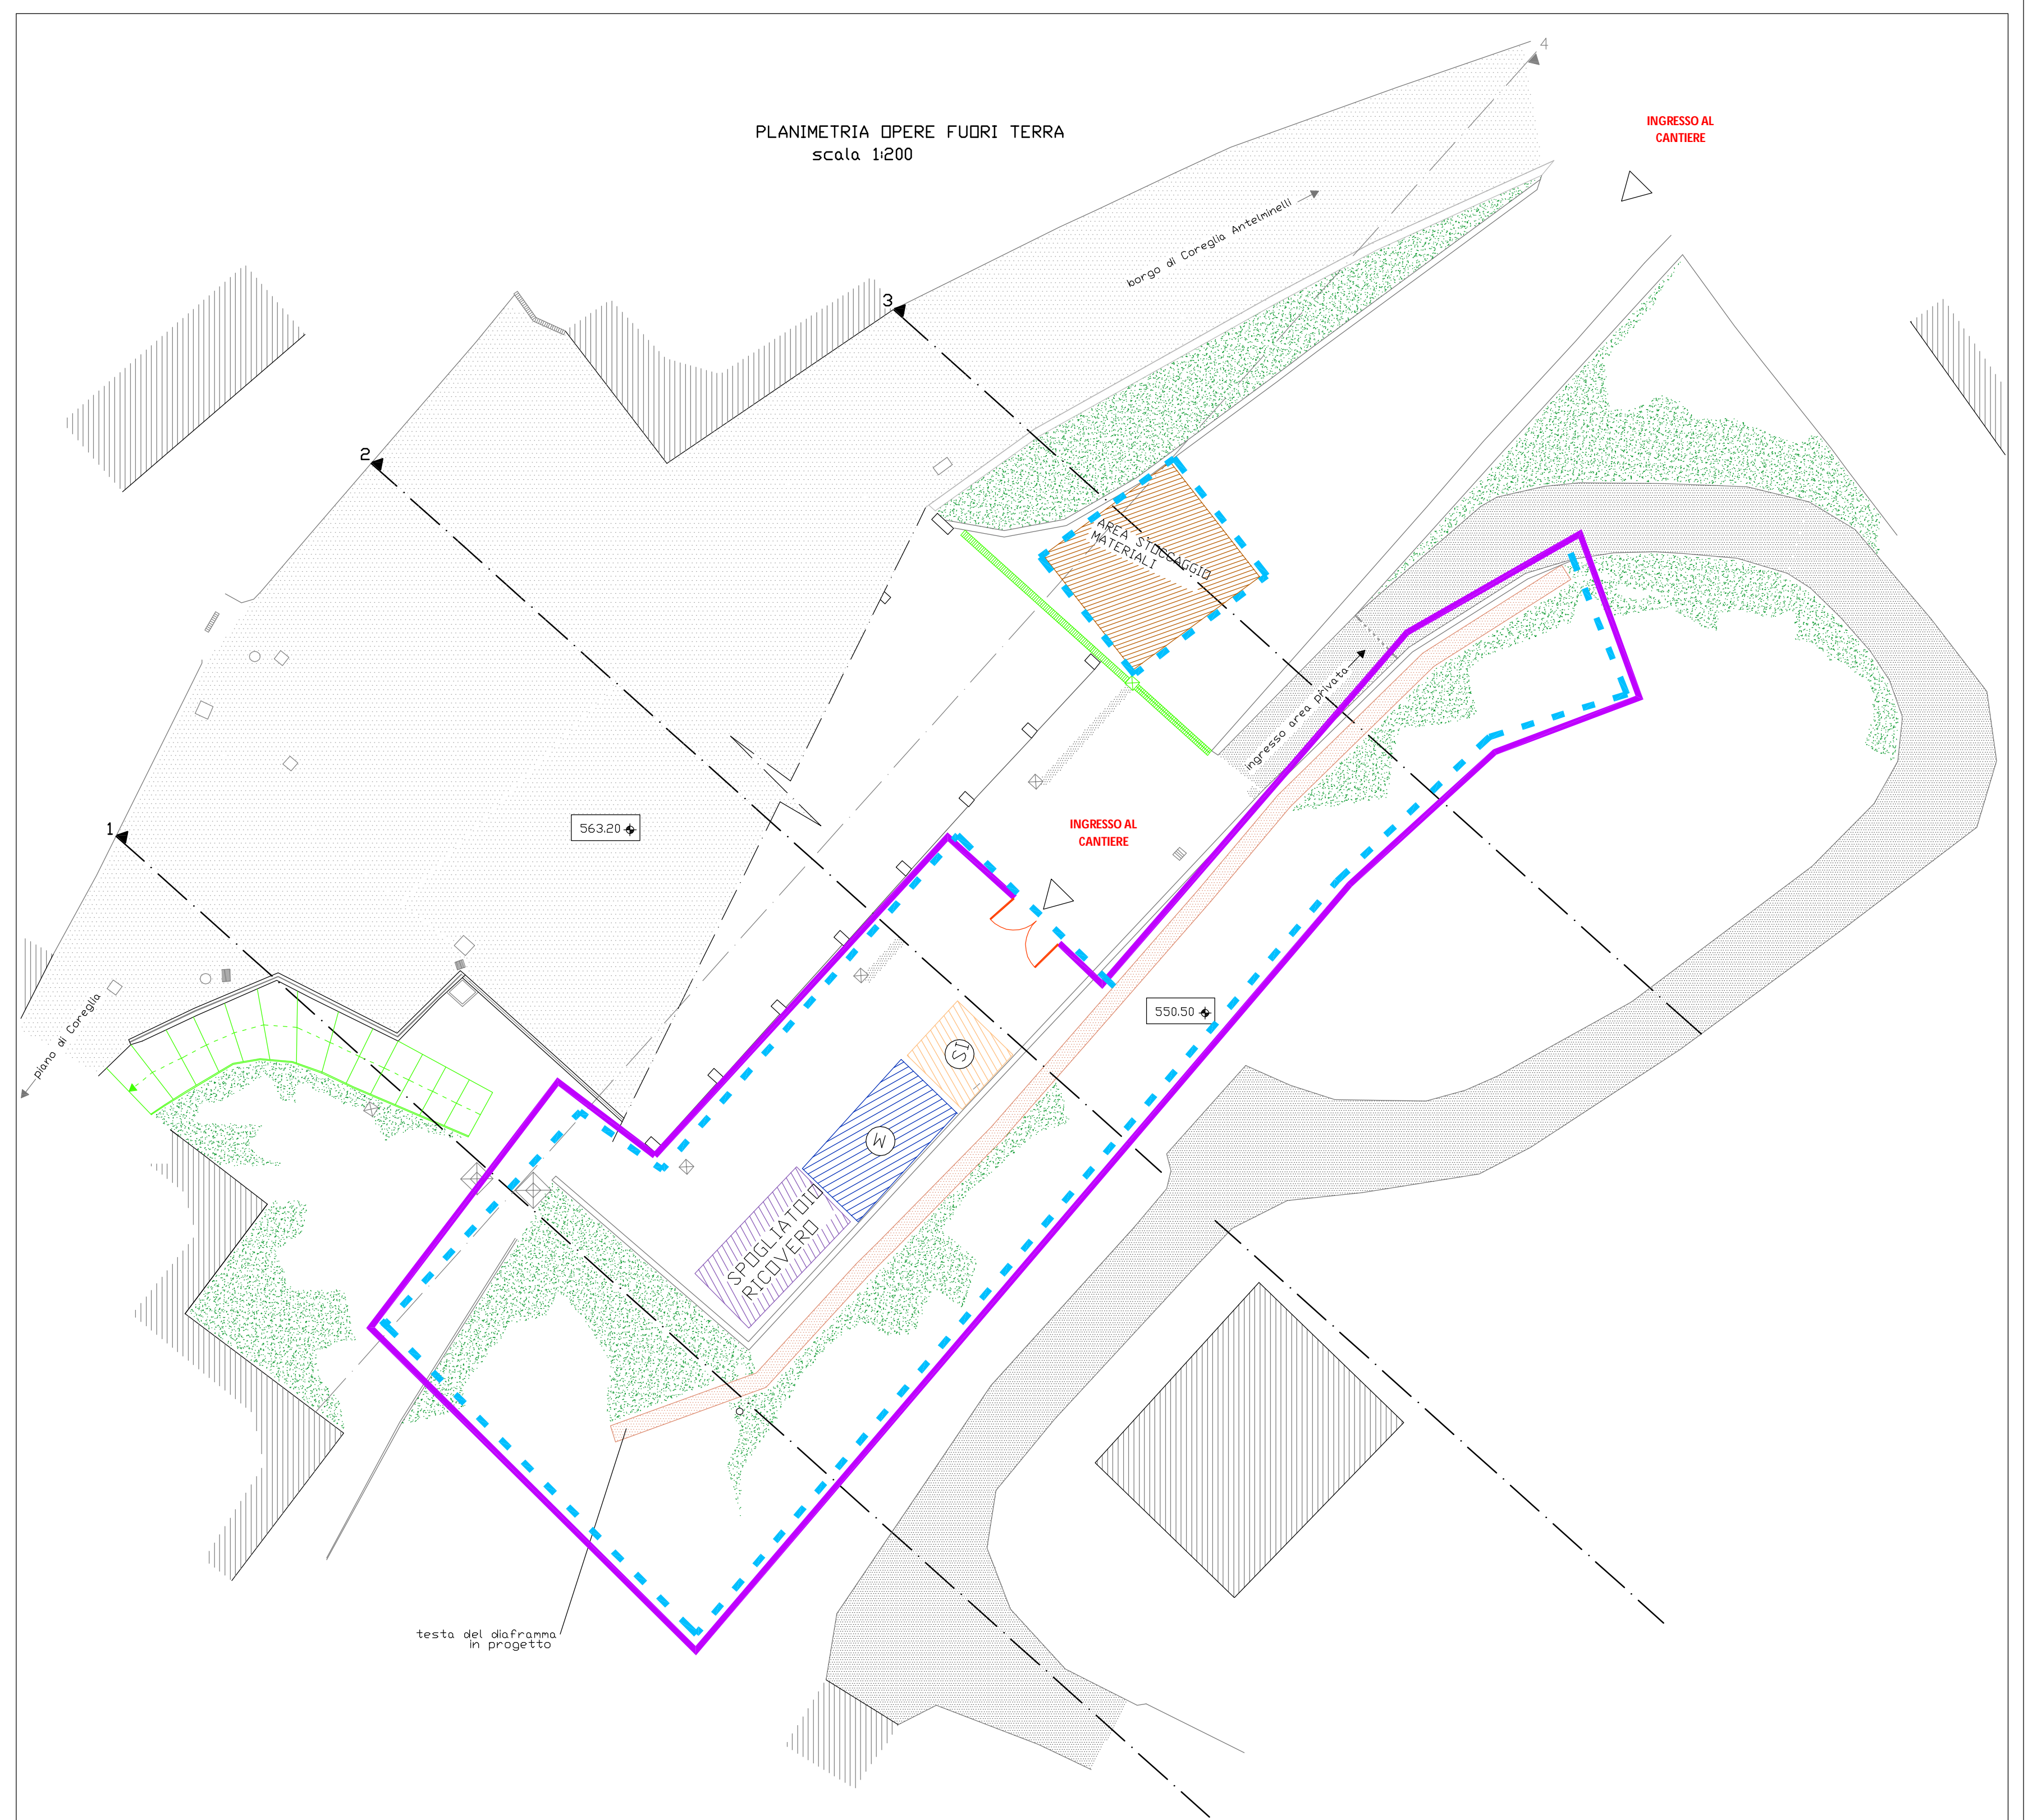 4
INGRESSO AL
CANTIERE
PLANIMETRIA OPERE FUORI TERRA
scala 1:200
borgo di Coreglia Antelminelli
3
2
AREA STOCCAGGIO
MATERIALI
ingresso area privata
1
563.20
INGRESSO AL
CANTIERE
550.50
piano di Coreglia
SI
M
SPOGLIATOIO
RICOVERO
testa del diaframma
in progetto